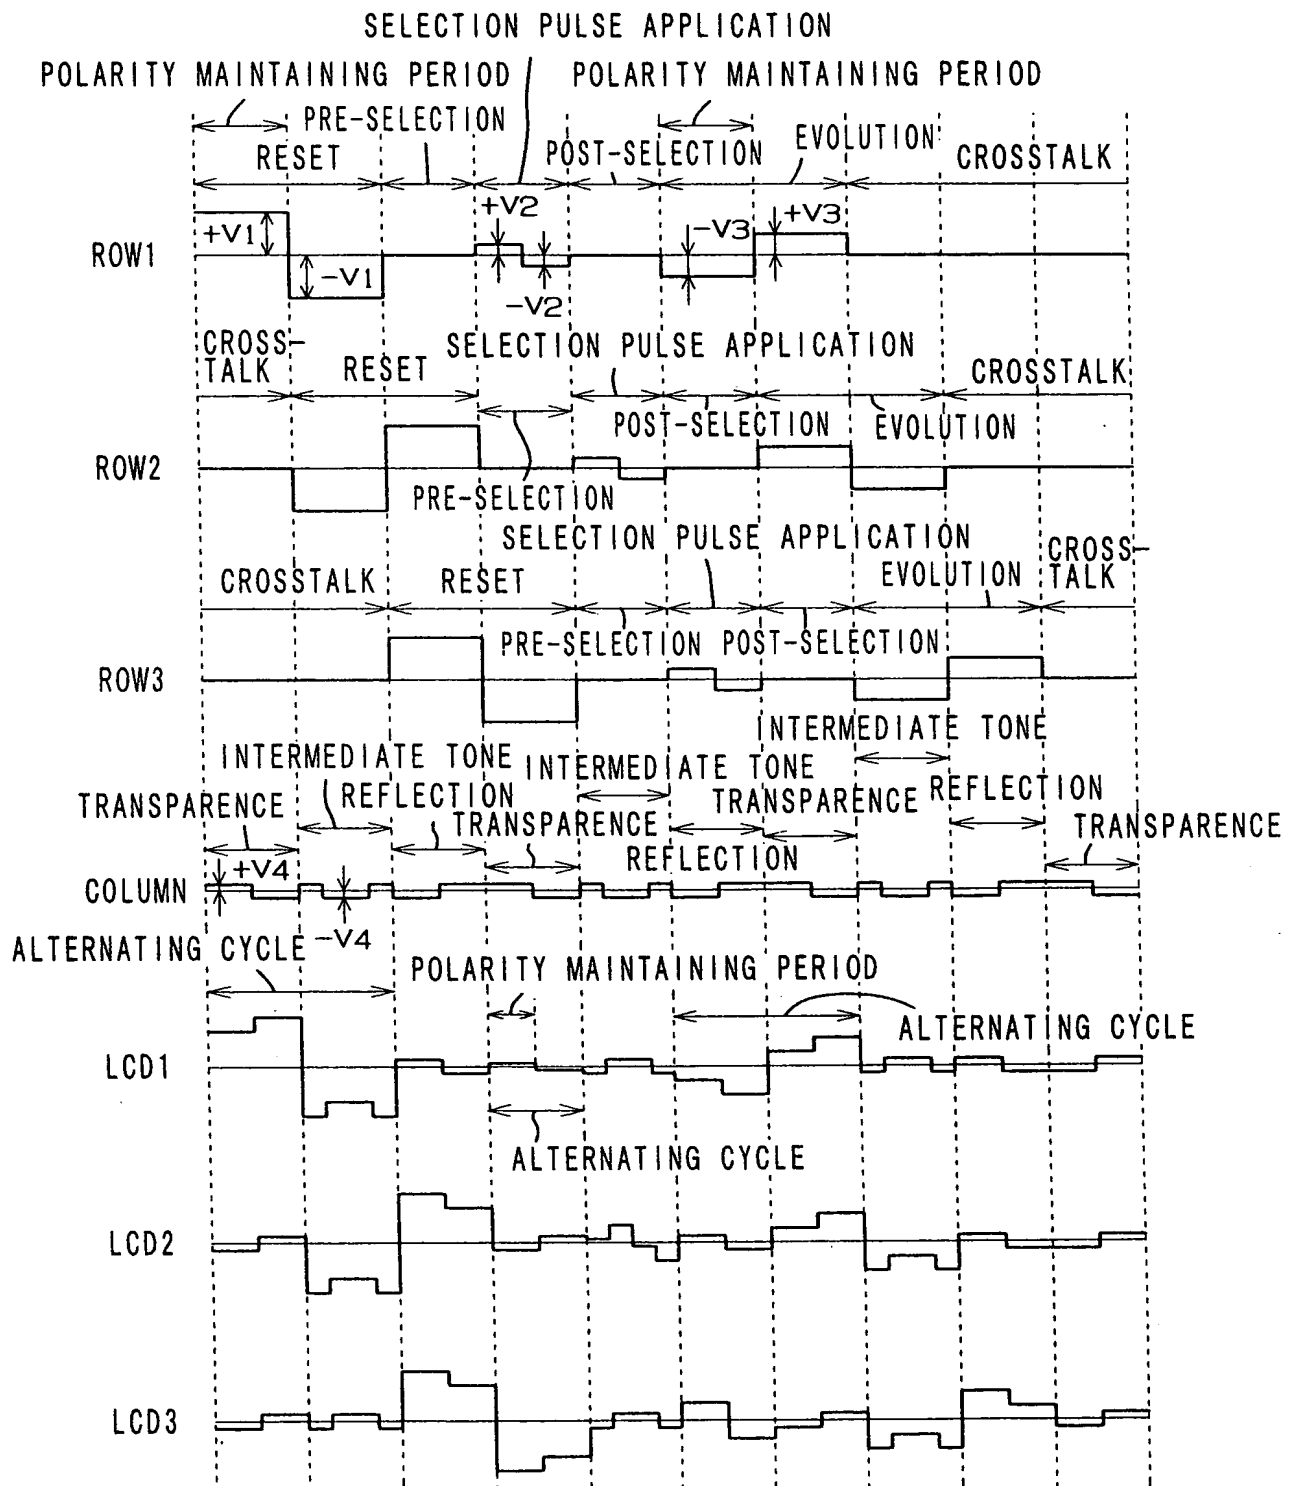 SELECTION PULSE APPLICATION
POLARITY MAINTAINING PERIOD
POLARITY MAINTAINING PERIOD
PRE-SELECTION
EVOLUTION
RESET
POST-SELECTION
CROSSTALK
+V2
+V3
+V1
-V3
ROW1
-V1
-V2
CROSS-
TALK
SELECTION PULSE APPLICATION
RESET
CROSSTALK
POST-SELECTION
EVOLUTION
ROW2
PRE-SELECTION
SELECTION PULSE APPLICATION
CROSS-
TALK
CROSSTALK
RESET
EVOLUTION
PRE-SELECTION
POST-SELECTION
ROW3
INTERMEDIATE TONE
INTERMEDIATE TONE
INTERMEDIATE TONE
TRANSPARENCE
REFLECTION
TRANSPARENCE
REFLECTION
TRANSPARENCE
TRANSPARENCE
REFLECTION
+V4
COLUMN
-V4
ALTERNATING CYCLE
POLARITY MAINTAINING PERIOD
ALTERNATING CYCLE
LCD1
ALTERNATING CYCLE
LCD2
LCD3